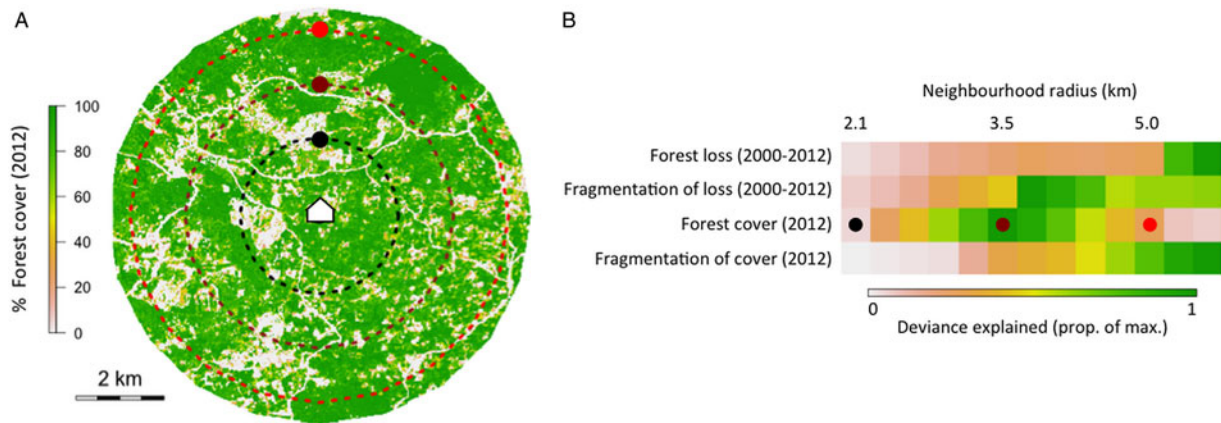 A
% Forest cover (2012)
100
80
60
40
20
0
2 km
B
Neighbourhood radius (km)
2.1 3.5 5.0
Forest loss (2000-2012)
Fragmentation of loss (2000-2012)
Forest cover (2012)
Fragmentation of cover (2012)
0 1
Deviance explained (prop. of max.)